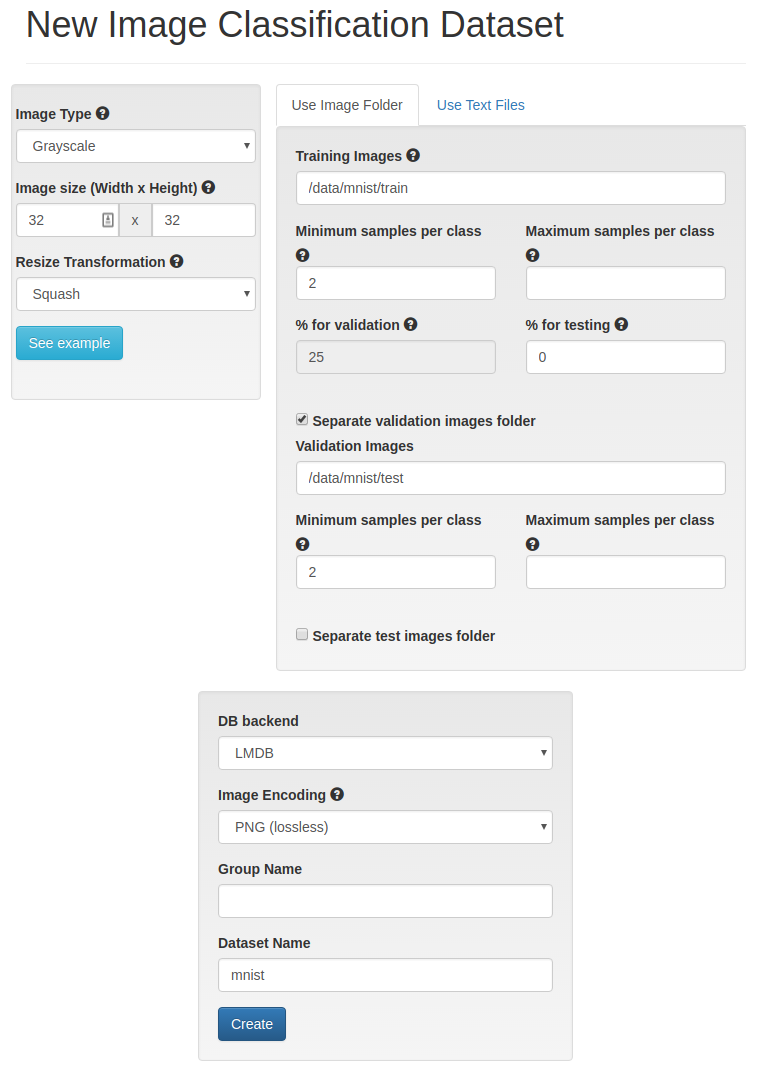 New Image Classification Dataset
Image Type
Grayscale
Image size (Width x Height)
32 x 32
Resize Transformation
Squash
See example
Use Image Folder Use Text Files
Training Images
/data/mnist/train
Minimum samples per class Maximum samples per class
2
% for validation % for testing
25 0
Separate validation images folder
Validation Images
/data/mnist/test
Minimum samples per class Maximum samples per class
2
Separate test images folder
DB backend
LMDB
Image Encoding
PNG (lossless)
Group Name
Dataset Name
mnist
Create